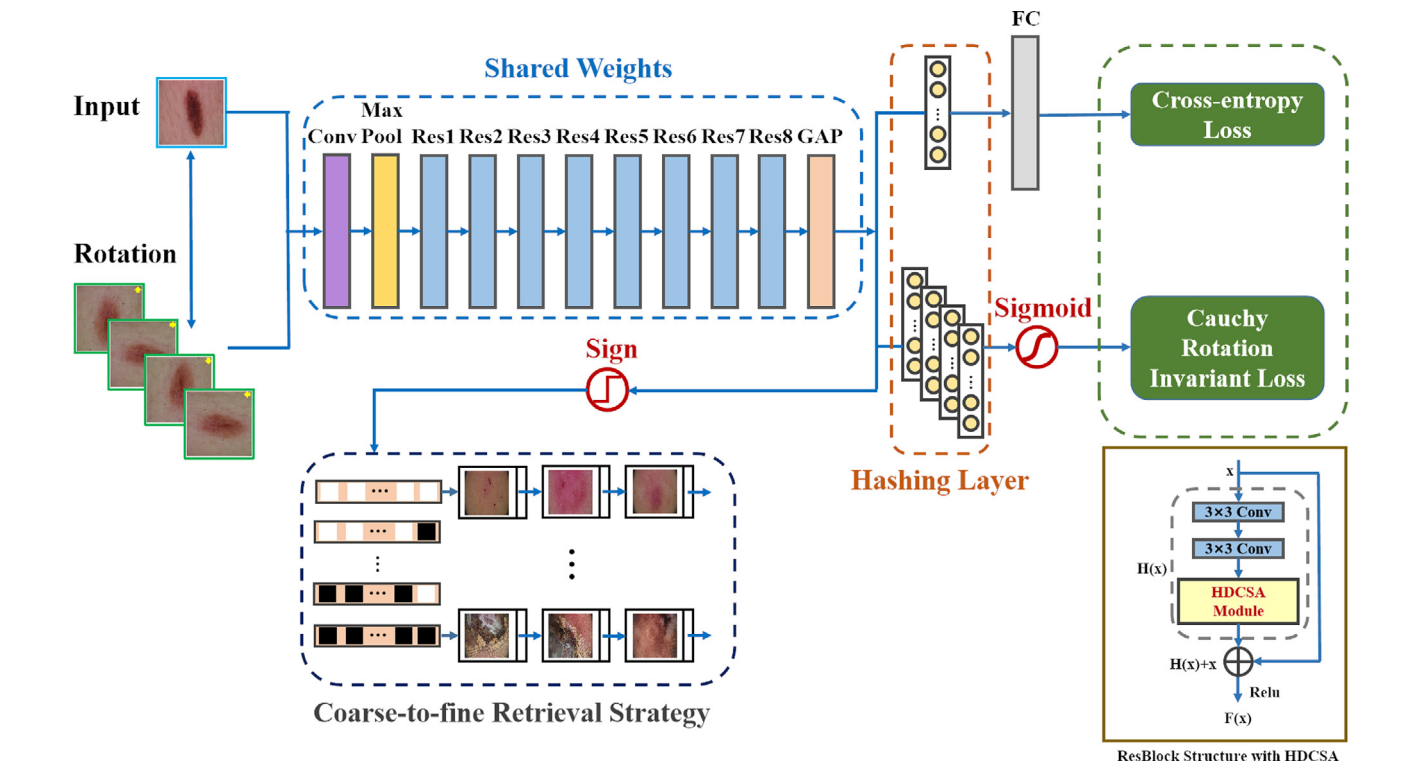 FC
Shared Weights
Input
Max
Conv Pool Res1 Res2 Res3 Res4 Res5 Res6 Res7 Res8 GAP
Cross-entropy
Loss
Rotation
Sigmoid
Cauchy
Rotation
Invariant Loss
Sign
Hashing Layer
Coarse-to-fine Retrieval Strategy
x
3×3 Conv
3×3 Conv
H(x)
HDCSA
Module
H(x)+x
Relu
F(x)
ResBlock Structure with HDCSA